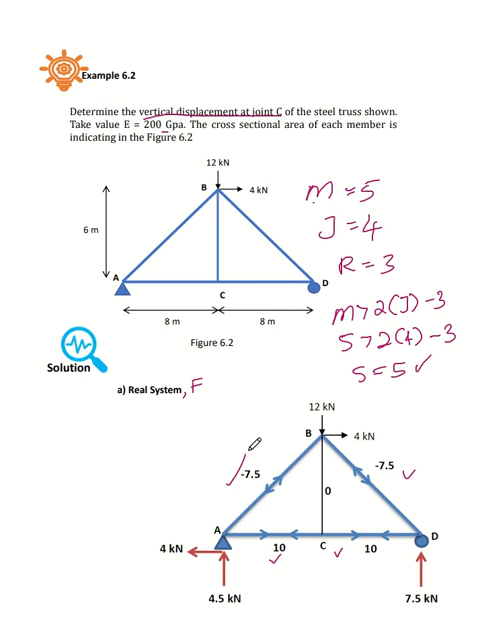 Example 6.2
Determine the vertical displacement at joint C of the steel truss shown.
Take value E = 200 Gpa. The cross sectional area of each member is
indicating in the Figure 6.2
12 kN
B
4 kN
M = 5
J = 4
6 m
R = 3
A
D
C
M > 2(J) - 3
8 m
8 m
5 > 2(4) - 3
Figure 6.2
5 = 5 ✓
Solution
a) Real System, F
12 kN
B
4 kN
-7.5
-7.5
0
A
D
4 kN
10
C
10
4.5 kN
7.5 kN